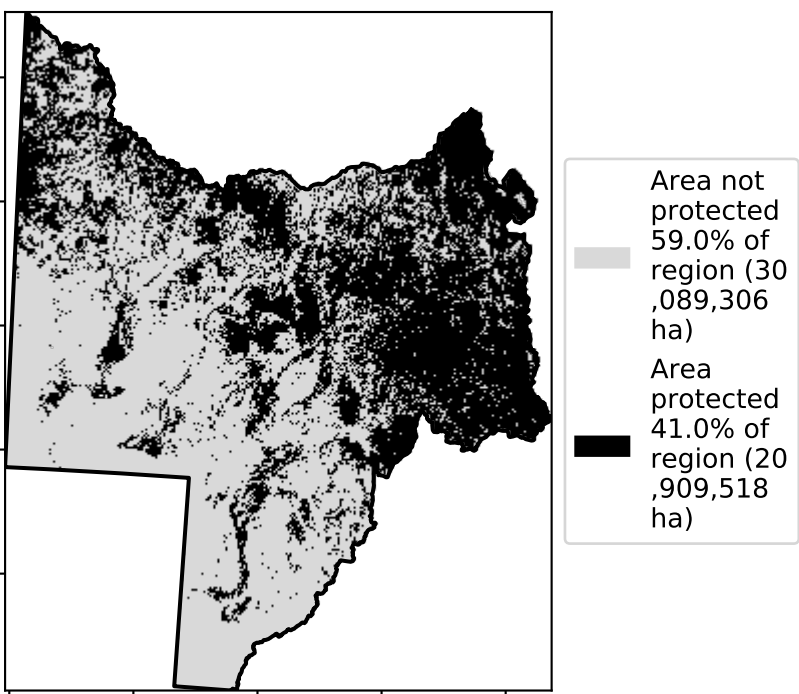 Area not
protected
59.0% of
region (30
,089,306
ha)
Area
protected
41.0% of
region (20
,909,518
ha)